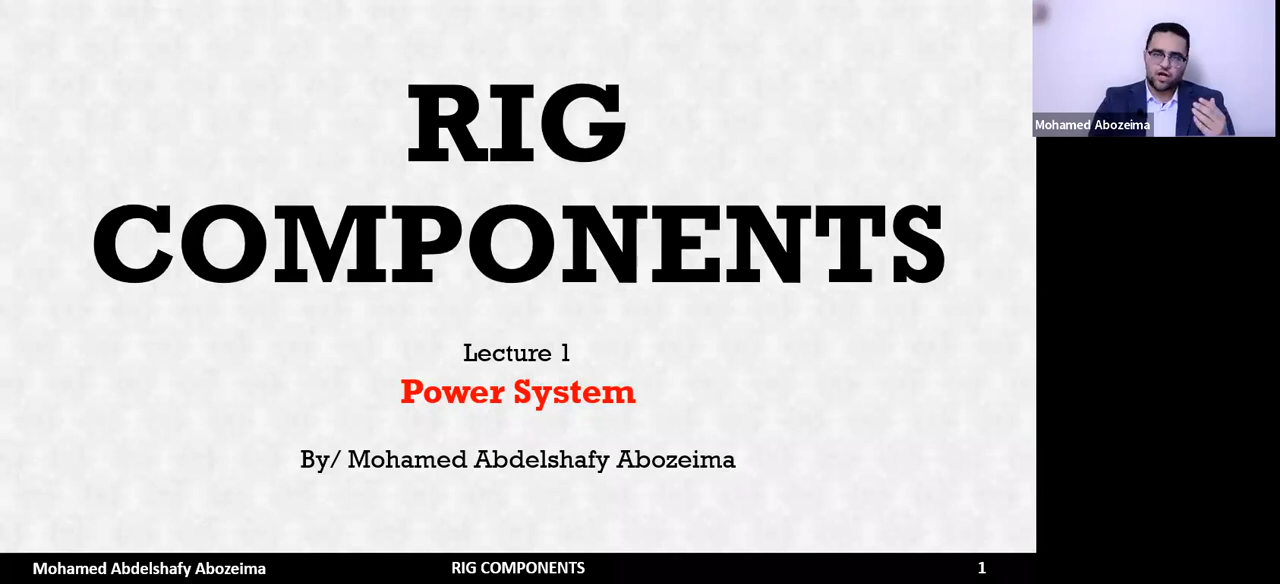 RIG
COMPONENTS
Lecture 1
Power System
By/ Mohamed Abdelshafy Abozeima
Mohamed Abozeima
Mohamed Abdelshafy Abozeima
RIG COMPONENTS
1